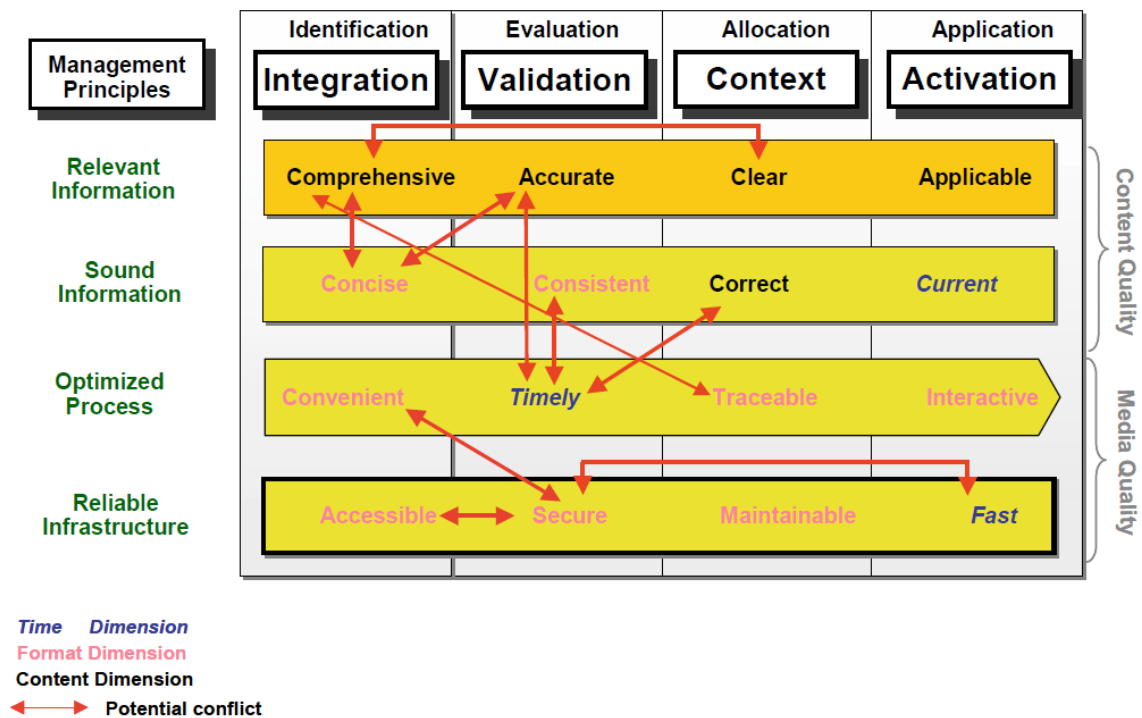 Identification Evaluation Allocation Application
Management
Principles
Integration Validation Context Activation
Relevant
Information
Comprehensive Accurate Clear Applicable
Sound
Information
Concise Consistent Correct Current
Content Quality
Optimized
Process
Convenient Timely Traceable Interactive
Reliable
Infrastructure
Accessible Secure Maintainable Fast
Media Quality
Time Dimension
Format Dimension
Content Dimension
Potential conflict